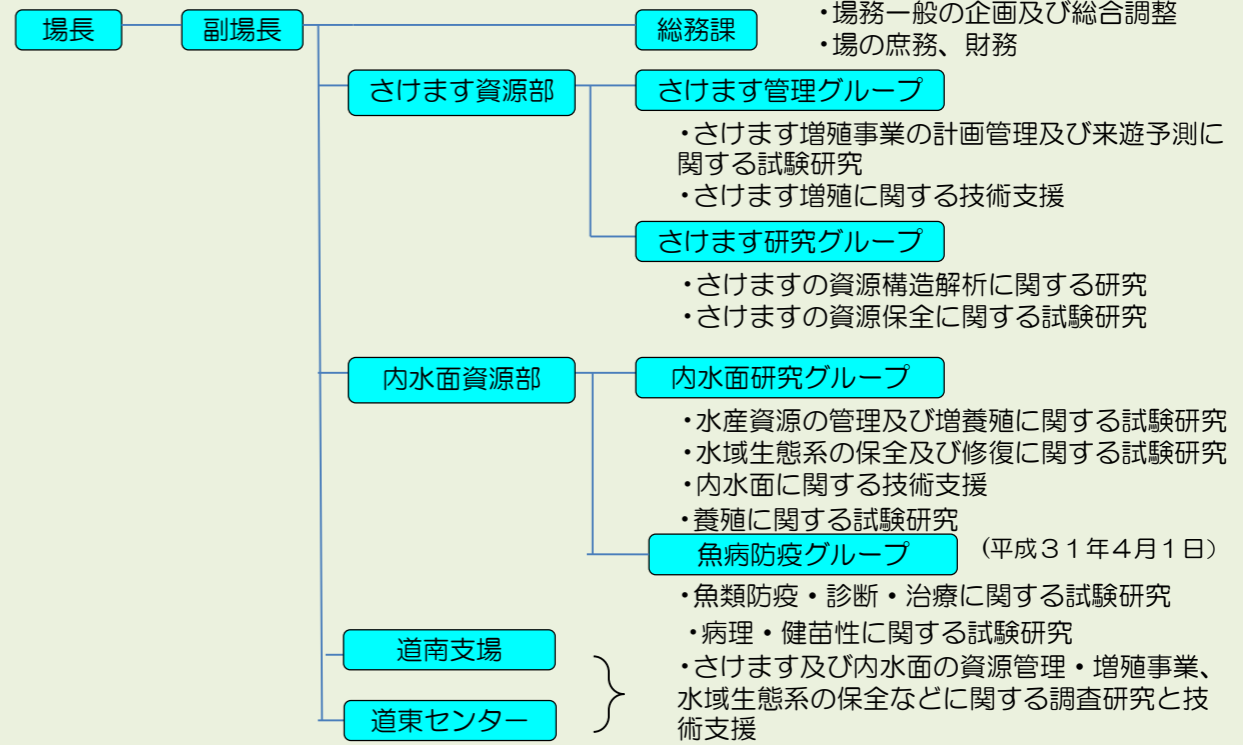 場長
副場長
総務課
・場務一般の企画及び総合調整
・場の庶務、財務
さけます資源部
さけます管理グループ
・さけます増殖事業の計画管理及び来遊予測に
関する試験研究
・さけます増殖に関する技術支援
さけます研究グループ
・さけますの資源構造解析に関する研究
・さけますの資源保全に関する試験研究
内水面資源部
内水面研究グループ
・水産資源の管理及び増養殖に関する試験研究
・水域生態系の保全及び修復に関する試験研究
・内水面に関する技術支援
・養殖に関する試験研究
魚病防疫グループ
(平成31年4月1日)
・魚類防疫・診断・治療に関する試験研究
・病理・健苗性に関する試験研究
道南支場
道東センター
・さけます及び内水面の資源管理・増殖事業、
水域生態系の保全などに関する調査研究と技
術支援